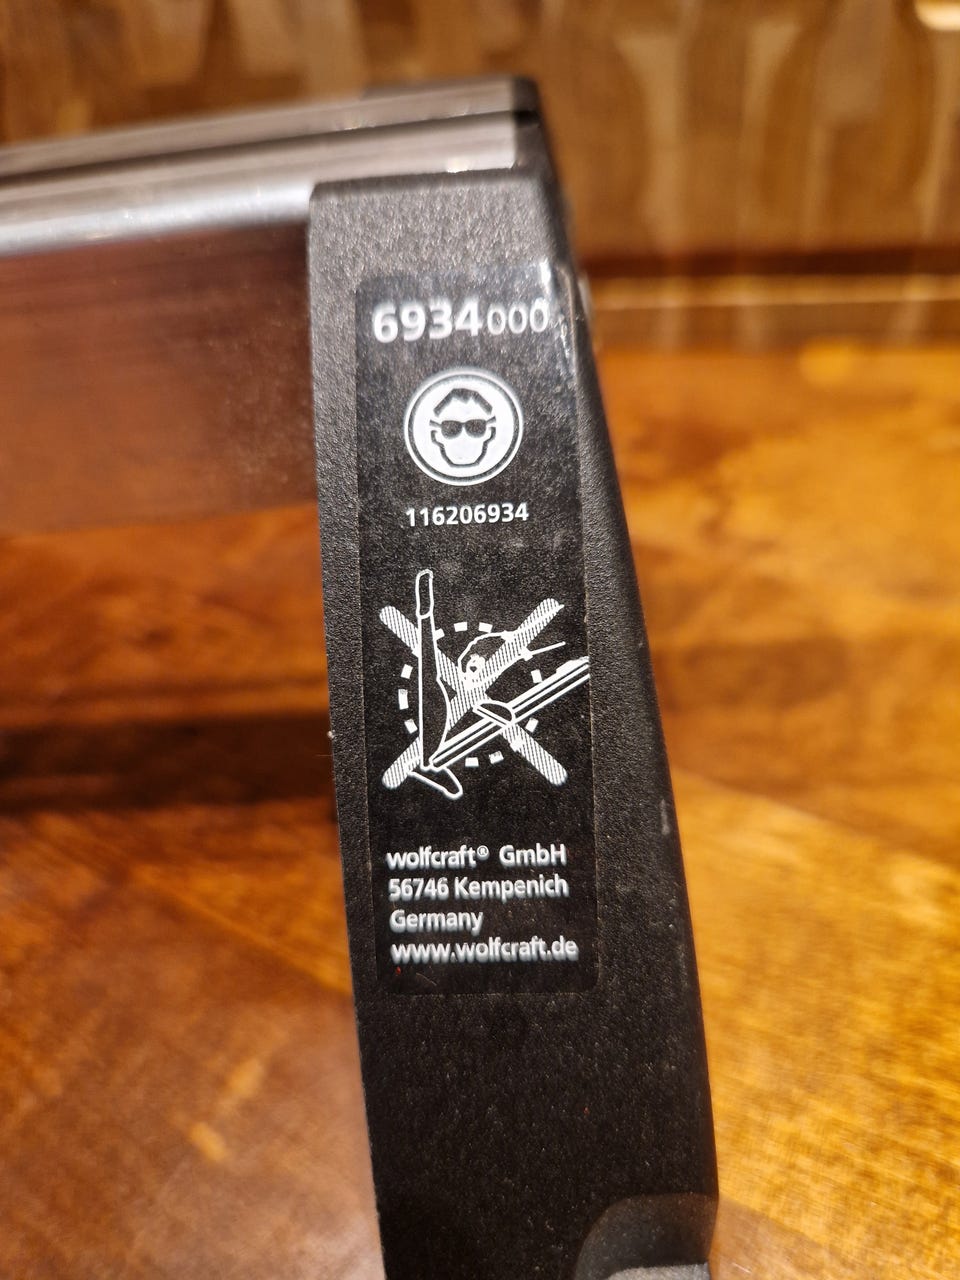 6934000
116206934
wolfcraft® GmbH
56746 Kempenich
Germany
www.wolfcraft.de